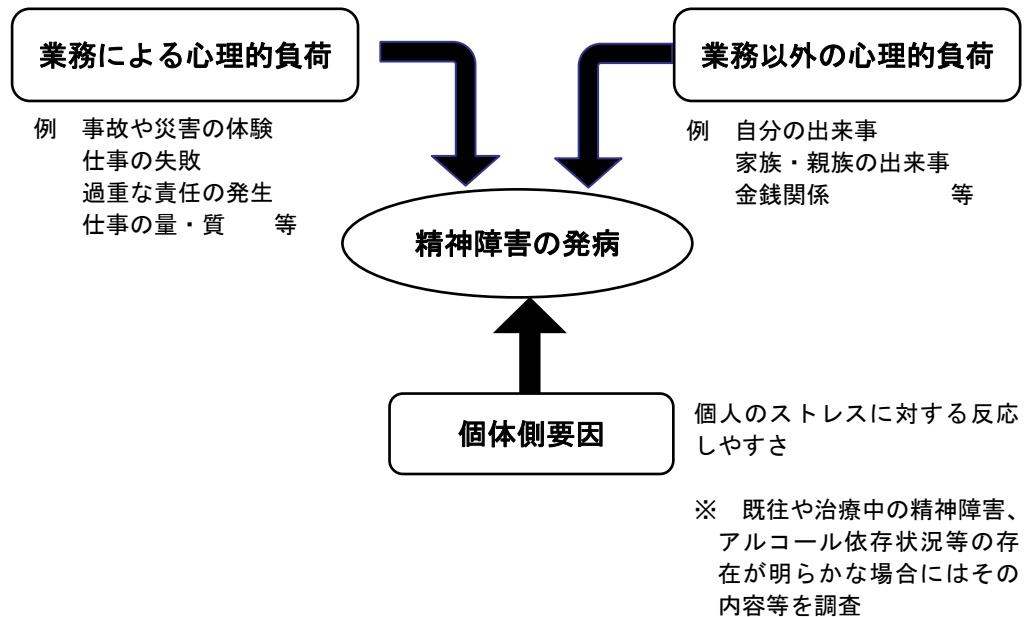 業務による心理的負荷
例　事故や災害の体験
仕事の失敗
過重な責任の発生
仕事の量・質　　等
業務以外の心理的負荷
例　自分の出来事
家族・親族の出来事
金銭関係　　　　　等
精神障害の発病
個体側要因
個人のストレスに対する反応
しやすさ
※　既往や治療中の精神障害、
アルコール依存状況等の存
在が明らかな場合にはその
内容等を調査